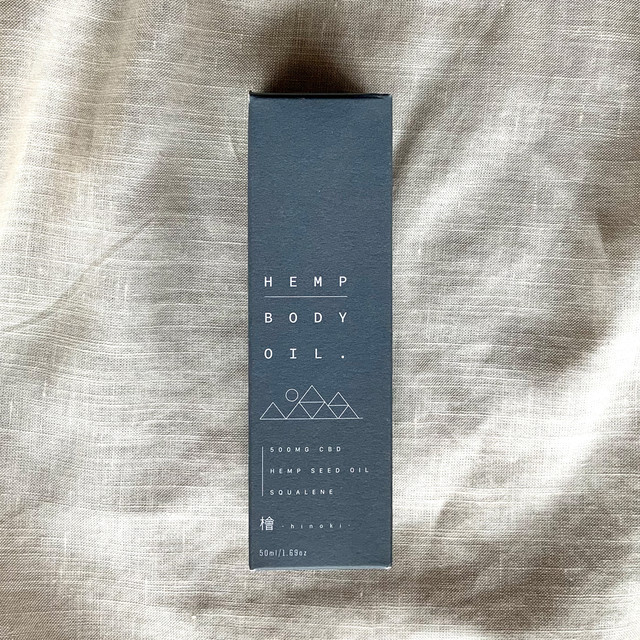 HEMP
BODY
OIL.
500MG CBD
HEMP SEED OIL
SQUALENE
檜 -hinoki-
50ml/1.69oz